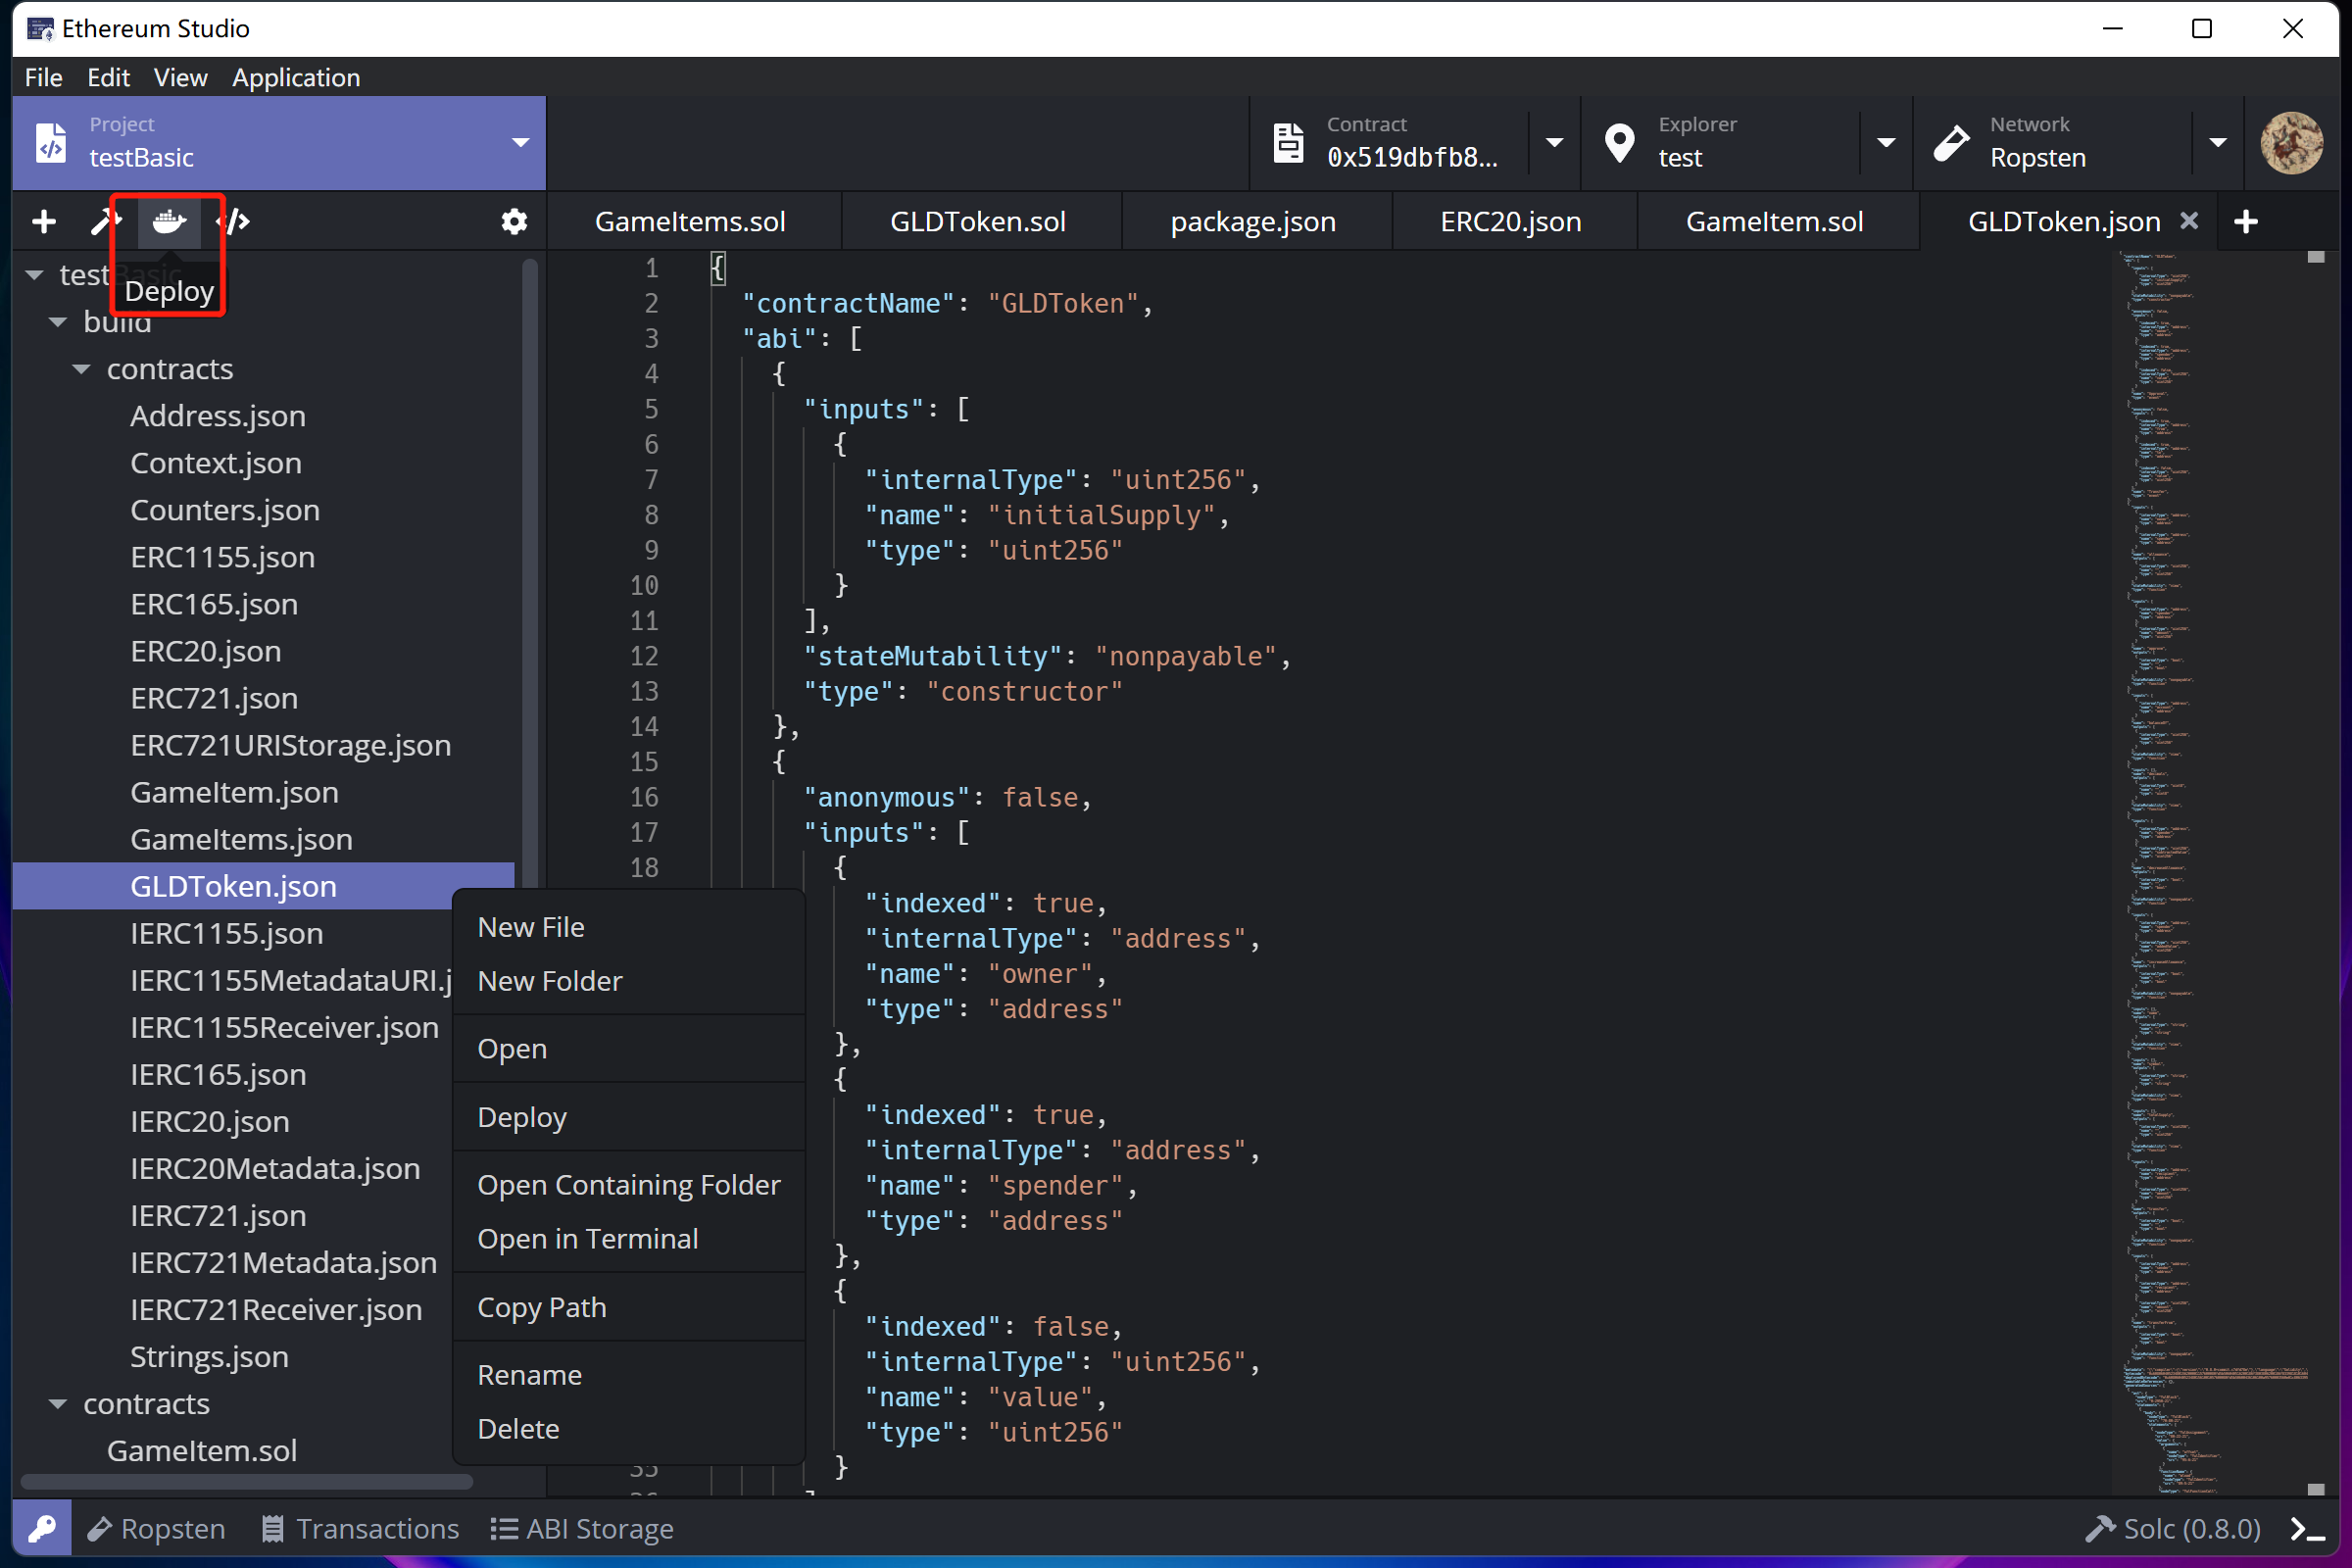 Ethereum Studio
File Edit View Application
Project
testBasic
Contract
0x519dbfb8...
Explorer
test
Network
Ropsten
GameItems.sol GLDToken.sol package.json ERC20.json GameItem.sol GLDToken.json
Deploy
testBasic
build
contracts
Address.json
Context.json
Counters.json
ERC1155.json
ERC165.json
ERC20.json
ERC721.json
ERC721URIStorage.json
GameItem.json
GameItems.json
GLDToken.json
IERC1155.json
IERC1155MetadataURI.j
IERC1155Receiver.json
IERC165.json
IERC20.json
IERC20Metadata.json
IERC721.json
IERC721Metadata.json
IERC721Receiver.json
Strings.json
contracts
GameItem.sol
New File
New Folder
Open
Deploy
Open Containing Folder
Open in Terminal
Copy Path
Rename
Delete
1 {
2 "contractName": "GLDToken",
3 "abi": [
4 {
5 "inputs": [
6 {
7 "internalType": "uint256",
8 "name": "initialSupply",
9 "type": "uint256"
10 }
11 ],
12 "stateMutability": "nonpayable",
13 "type": "constructor"
14 },
15 {
16 "anonymous": false,
17 "inputs": [
18 {
"indexed": true,
"internalType": "address",
"name": "owner",
"type": "address"
},
{
"indexed": true,
"internalType": "address",
"name": "spender",
"type": "address"
},
{
"indexed": false,
"internalType": "uint256",
"name": "value",
"type": "uint256"
35 }
Ropsten Transactions ABI Storage Solc (0.8.0)